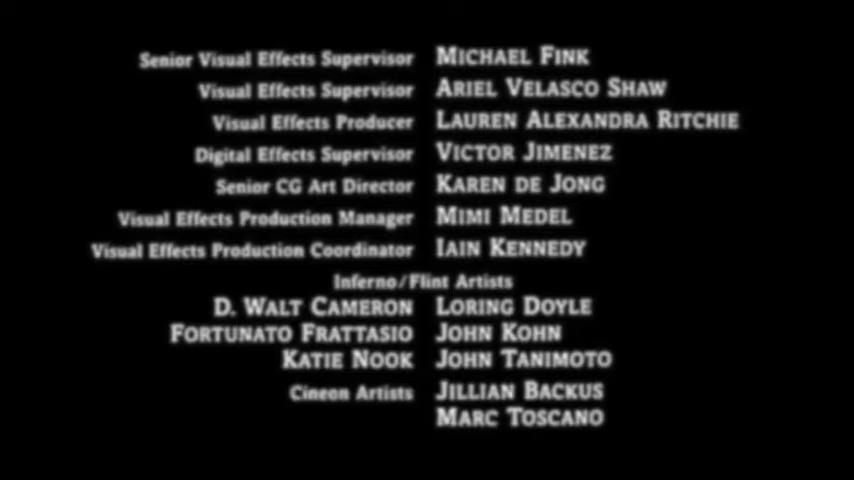 Senior Visual Effects Supervisor MICHAEL FINK
Visual Effects Supervisor ARIEL VELASCO SHAW
Visual Effects Producer LAUREN ALEXANDRA RITCHIE
Digital Effects Supervisor VICTOR JIMENEZ
Senior CG Art Director KAREN DE JONG
Visual Effects Production Manager MIMI MEDEL
Visual Effects Production Coordinator IAIN KENNEDY
Inferno/Flint Artists
D. WALT CAMERON LORING DOYLE
FORTUNATO FRATTASIO JOHN KOHN
KATIE NOOK JOHN TANIMOTO
Cineon Artists JILLIAN BACKUS
MARC TOSCANO